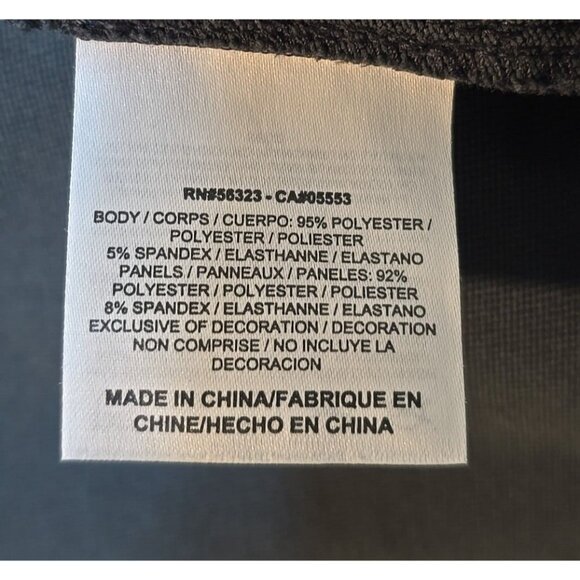 RN#56323 - CA#05553
BODY / CORPS / CUERPO: 95% POLYESTER /
POLYESTER / POLIESTER
5% SPANDEX / ELASTHANNE / ELASTANO
PANELS / PANNEAUX / PANELES: 92%
POLYESTER / POLYESTER / POLIESTER
8% SPANDEX / ELASTHANNE / ELASTANO
EXCLUSIVE OF DECORATION / DECORATION
NON COMPRISE / NO INCLUYE LA
DECORACION
MADE IN CHINA/FABRIQUE EN
CHINE/HECHO EN CHINA